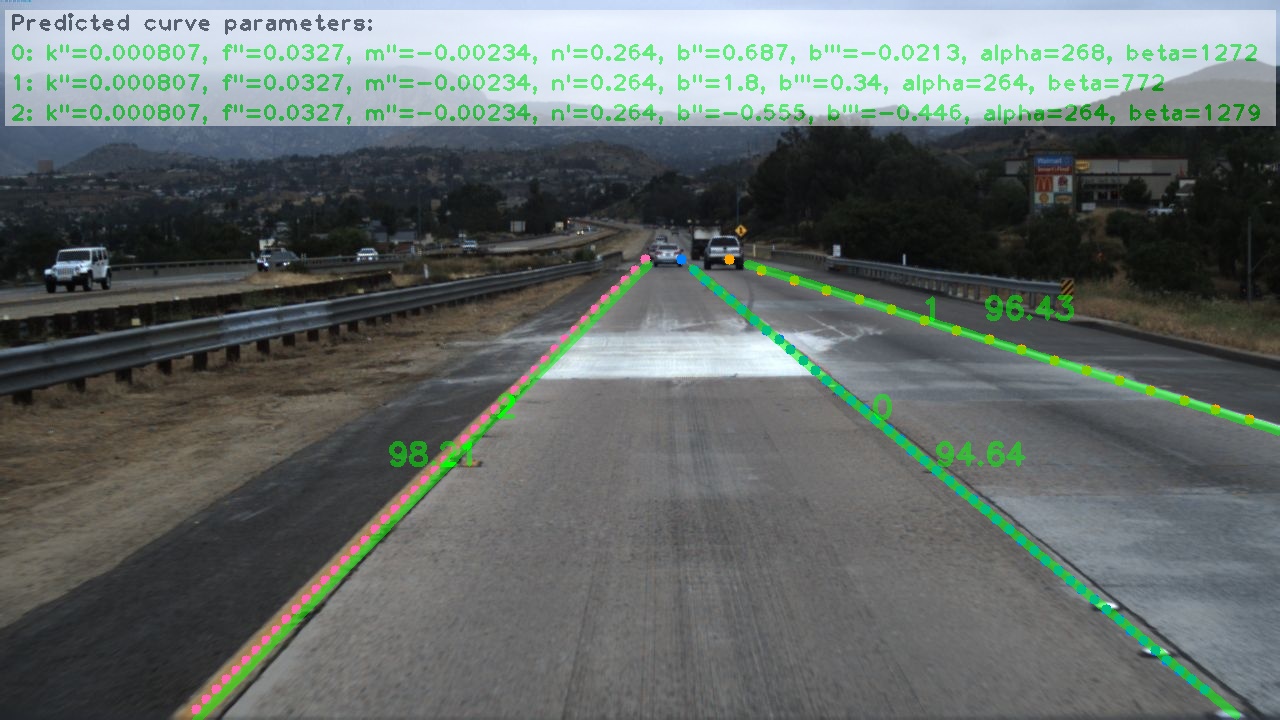 Predicted curve parameters:
0: k''=0.000807, f''=0.0327, m''=-0.00234, n'=0.264, b''=0.687, b'''=-0.0213, alpha=268, beta=1272
1: k''=0.000807, f''=0.0327, m''=-0.00234, n'=0.264, b''=1.8, b'''=0.34, alpha=264, beta=772
2: k''=0.000807, f''=0.0327, m''=-0.00234, n'=0.264, b''=-0.555, b'''=-0.446, alpha=264, beta=1279
Walmart
1 96.43
2
0
98.21
94.64